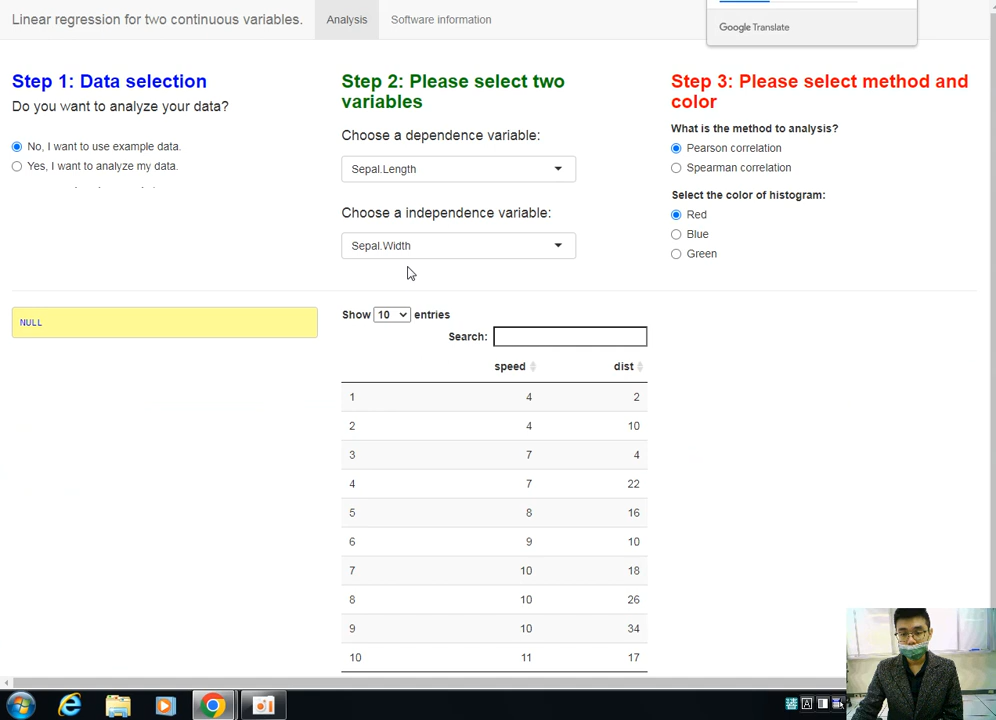 Linear regression for two continuous variables.
Analysis
Software information
Google Translate
Step 1: Data selection
Do you want to analyze your data?
No, I want to use example data.
Yes, I want to analyze my data.
Step 2: Please select two
variables
Choose a dependence variable:
Sepal.Length
Choose a independence variable:
Sepal.Width
Step 3: Please select method and
color
What is the method to analysis?
Pearson correlation
Spearman correlation
Select the color of histogram:
Red
Blue
Green
NULL
Show 10 entries
Search:
speed dist
1 4 2
2 4 10
3 7 4
4 7 22
5 8 16
6 9 10
7 10 18
8 10 26
9 10 34
10 11 17